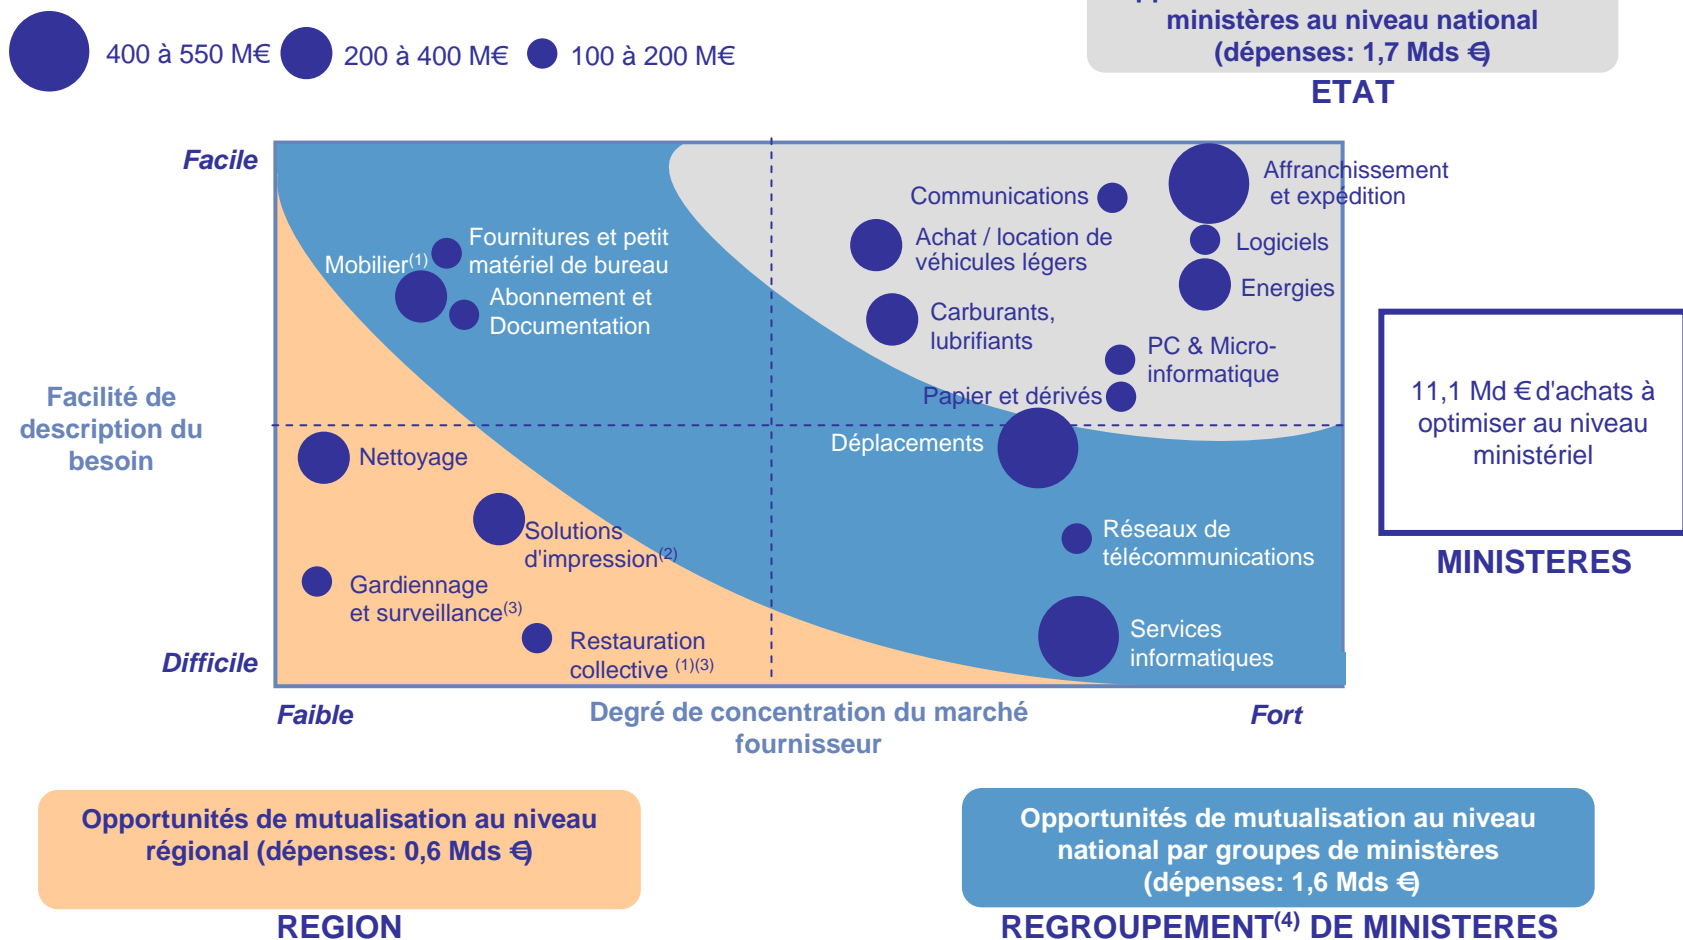 ministères au niveau national
(dépenses: 1,7 Mds €)
ETAT
400 à 550 M€
200 à 400 M€
100 à 200 M€
Facile
Affranchissement
et expédition
Communications
Fournitures et petit
matériel de bureau
Mobilier(1)
Achat / location de
véhicules légers
Logiciels
Energies
Abonnement et
Documentation
Carburants,
lubrifiants
PC & Micro-
informatique
Papier et dérivés
Facilité de
description du
besoin
11,1 Md € d'achats à
optimiser au niveau
ministériel
MINISTERES
Déplacements
Nettoyage
Solutions
d'impression(2)
Réseaux de
télécommunications
Gardiennage
et surveillance(3)
Restauration
collective (1)(3)
Services
informatiques
Difficile
Faible
Degré de concentration du marché
fournisseur
Fort
Opportunités de mutualisation au niveau
régional (dépenses: 0,6 Mds €)
REGION
Opportunités de mutualisation au niveau
national par groupes de ministères
(dépenses: 1,6 Mds €)
REGROUPEMENT(4) DE MINISTERES